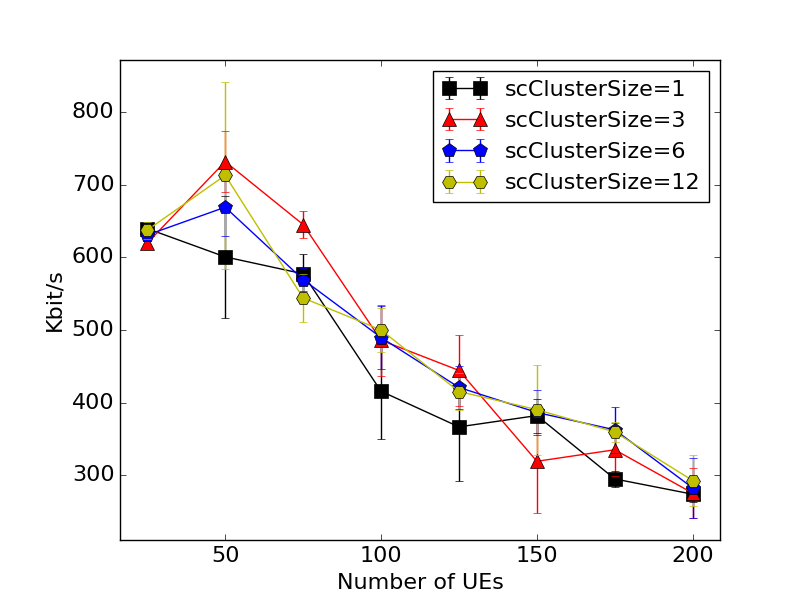 scClusterSize=1
scClusterSize=3
scClusterSize=6
scClusterSize=12
800
700
600
500
400
300
Kbit/s
50 100 150 200
Number of UEs